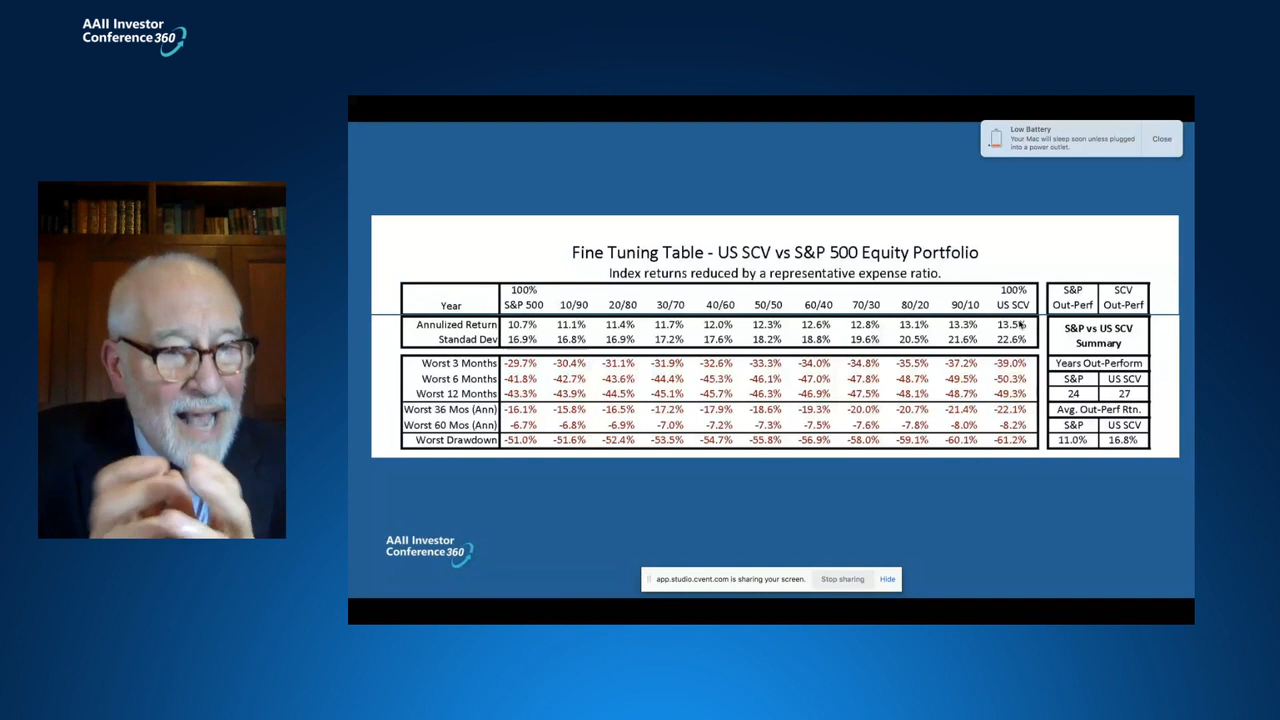 AAII Investor
Conference 360
Low Battery
Your Mac will sleep soon unless plugged
into a power outlet.
Close
Fine Tuning Table - US SCV vs S&P 500 Equity Portfolio
Index returns reduced by a representative expense ratio.
100% 100% S&P SCV
Year S&P 500 10/90 20/80 30/70 40/60 50/50 60/40 70/30 80/20 90/10 US SCV Out-Perf Out-Perf
Annulized Return 10.7% 11.1% 11.4% 11.7% 12.0% 12.3% 12.6% 12.8% 13.1% 13.3% 13.5% S&P vs US SCV
Standad Dev 16.9% 16.8% 16.9% 17.2% 17.6% 18.2% 18.8% 19.6% 20.5% 21.6% 22.6% Summary
Worst 3 Months -29.7% -30.4% -31.1% -31.9% -32.6% -33.3% -34.0% -34.8% -35.5% -37.2% -39.0% Years Out-Perform
Worst 6 Months -41.8% -42.7% -43.6% -44.4% -45.3% -46.1% -47.0% -47.8% -48.7% -49.5% -50.3% S&P US SCV
Worst 12 Months -43.3% -43.9% -44.5% -45.1% -45.7% -46.3% -46.9% -47.5% -48.1% -48.7% -49.3% 24 27
Worst 36 Mos (Ann) -16.1% -15.8% -16.5% -17.2% -17.9% -18.6% -19.3% -20.0% -20.7% -21.4% -22.1% Avg. Out-Perf Rtn.
Worst 60 Mos (Ann) -6.7% -6.8% -6.9% -7.0% -7.2% -7.3% -7.5% -7.6% -7.8% -8.0% -8.2% S&P US SCV
Worst Drawdown -51.0% -51.6% -52.4% -53.5% -54.7% -55.8% -56.9% -58.0% -59.1% -60.1% -61.2% 11.0% 16.8%
AAII Investor
Conference 360
app.studio.cvent.com is sharing your screen. Stop sharing Hide